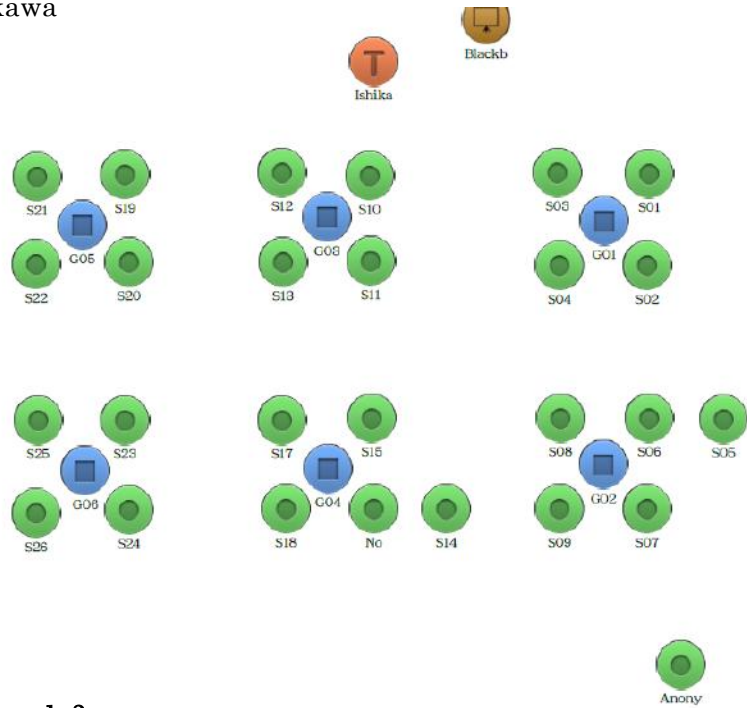 kawa
Blackb
T
Ishika
S21 S19 S12 S10 S03 S01
G05 G03 G01
S22 S20 S13 S11 S04 S02
S25 S23 S17 S15 S08 S06 S05
G06 G04 G02
S26 S24 S18 No S14 S09 S07
Anony